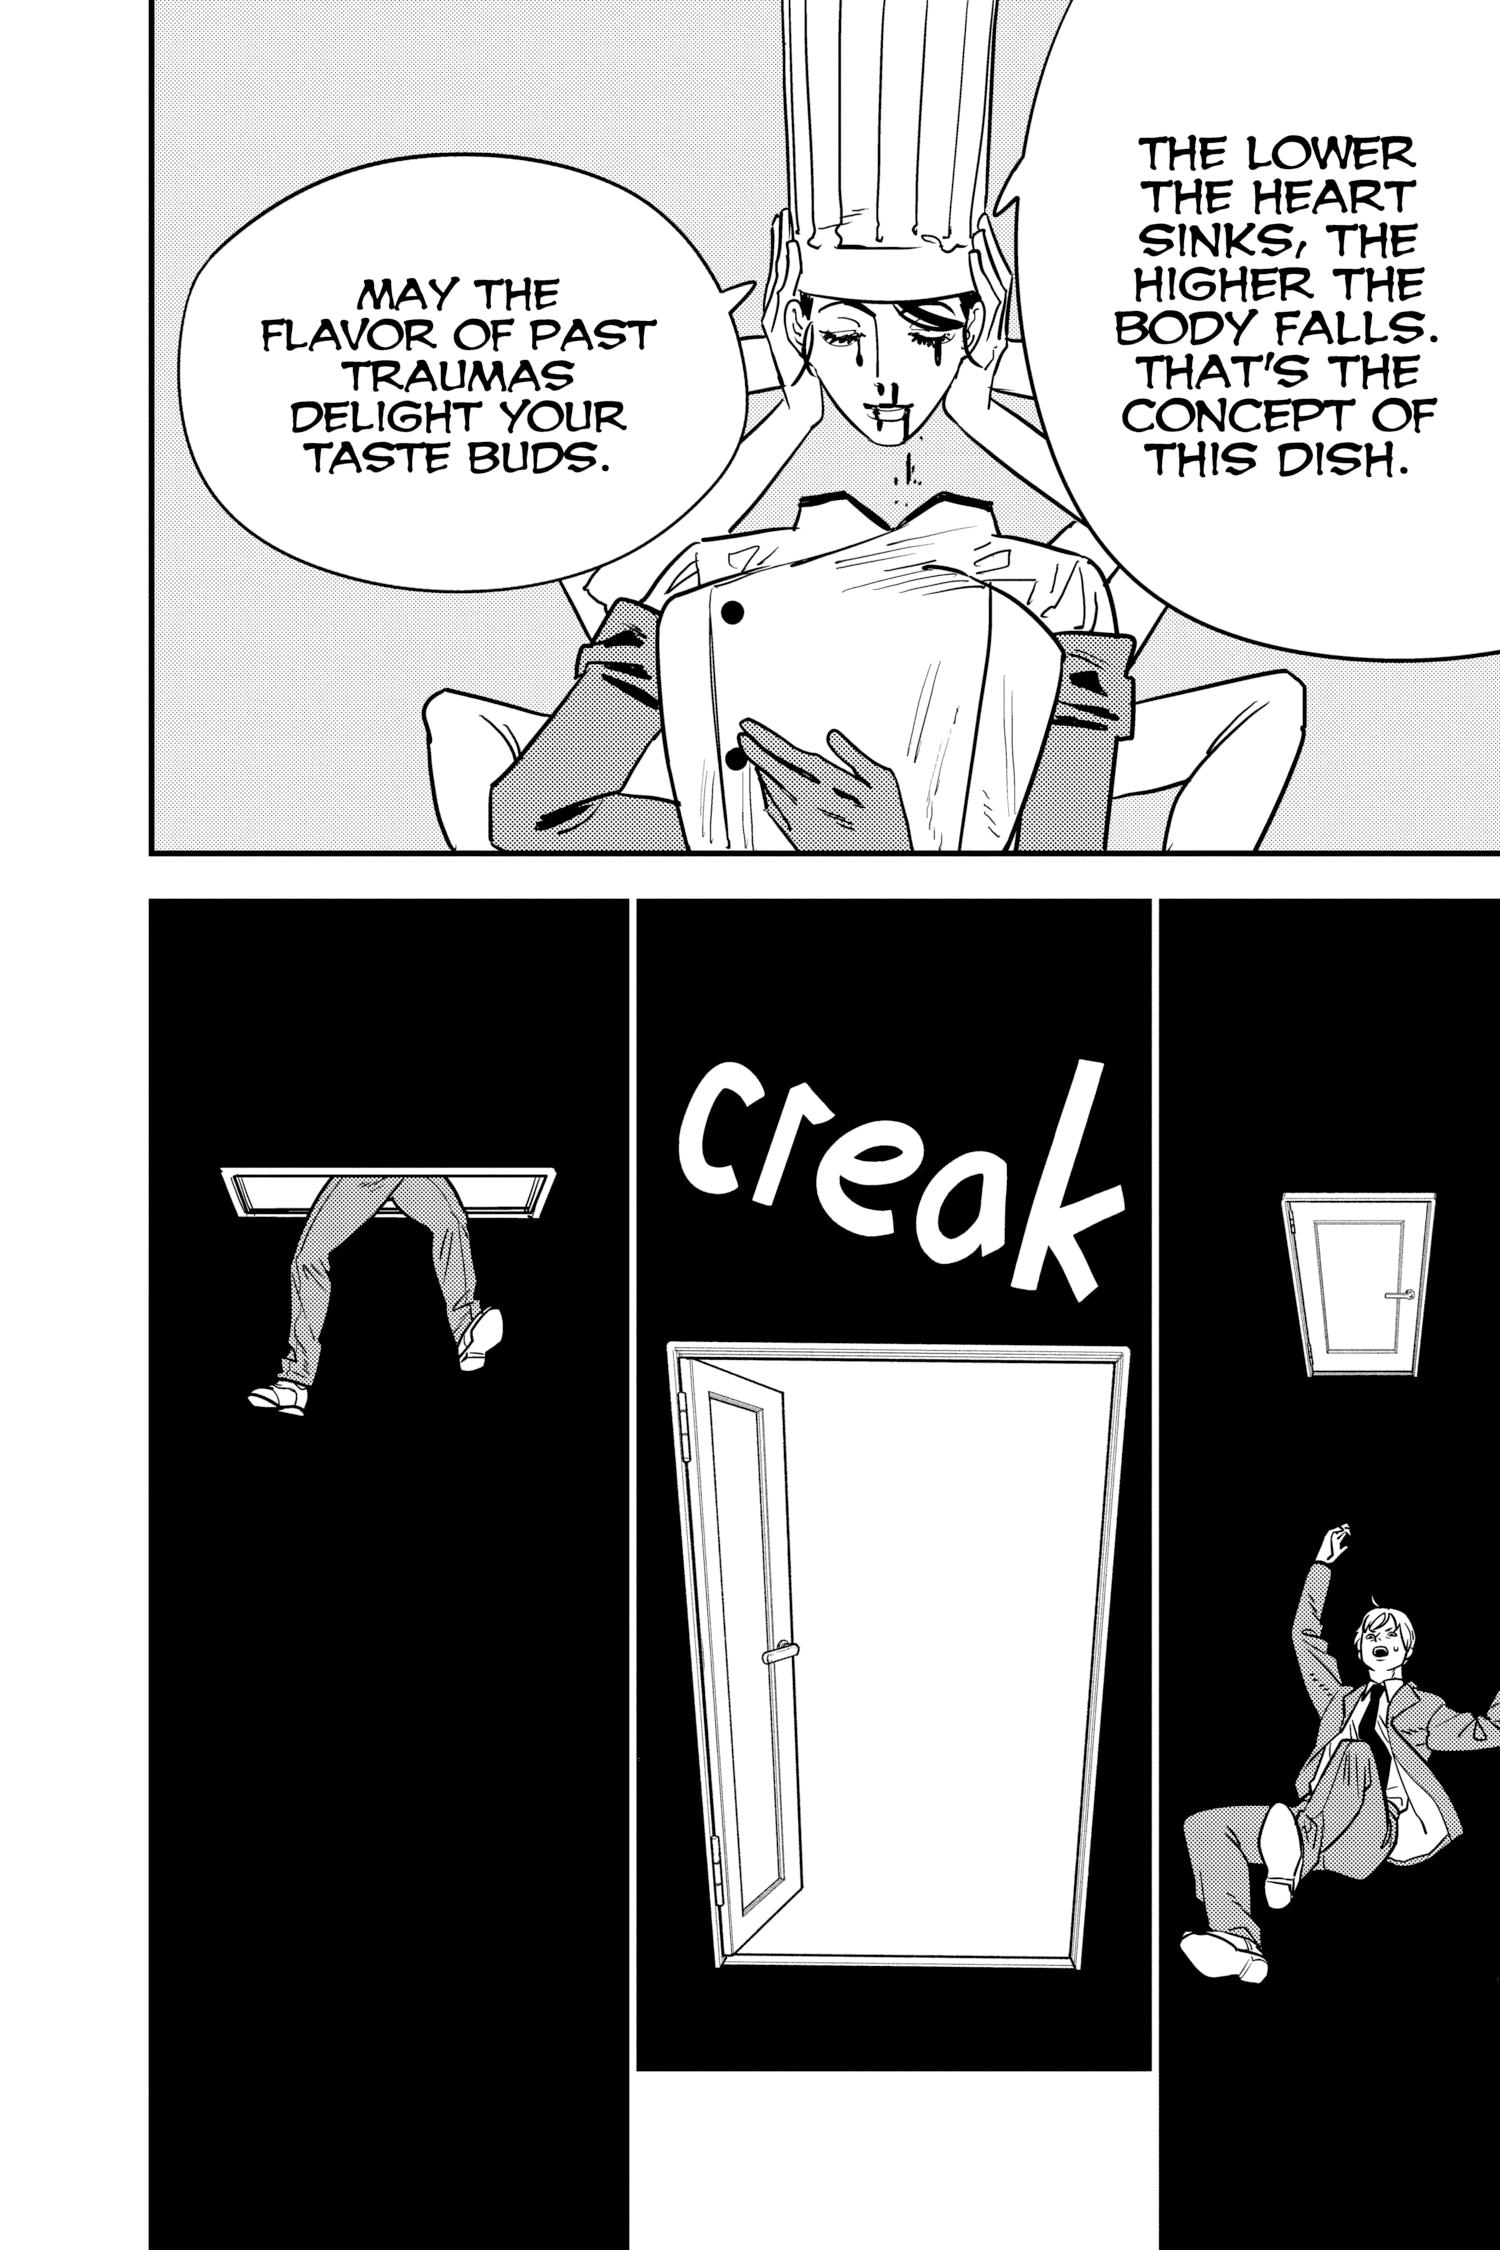 THE LOWER
THE HEART
SINKS, THE
HIGHER THE
BODY FALLS.
THAT'S THE
CONCEPT OF
THIS DISH.
MAY THE
FLAVOR OF PAST
TRAUMAS
DELIGHT YOUR
TASTE BUDS.
creak